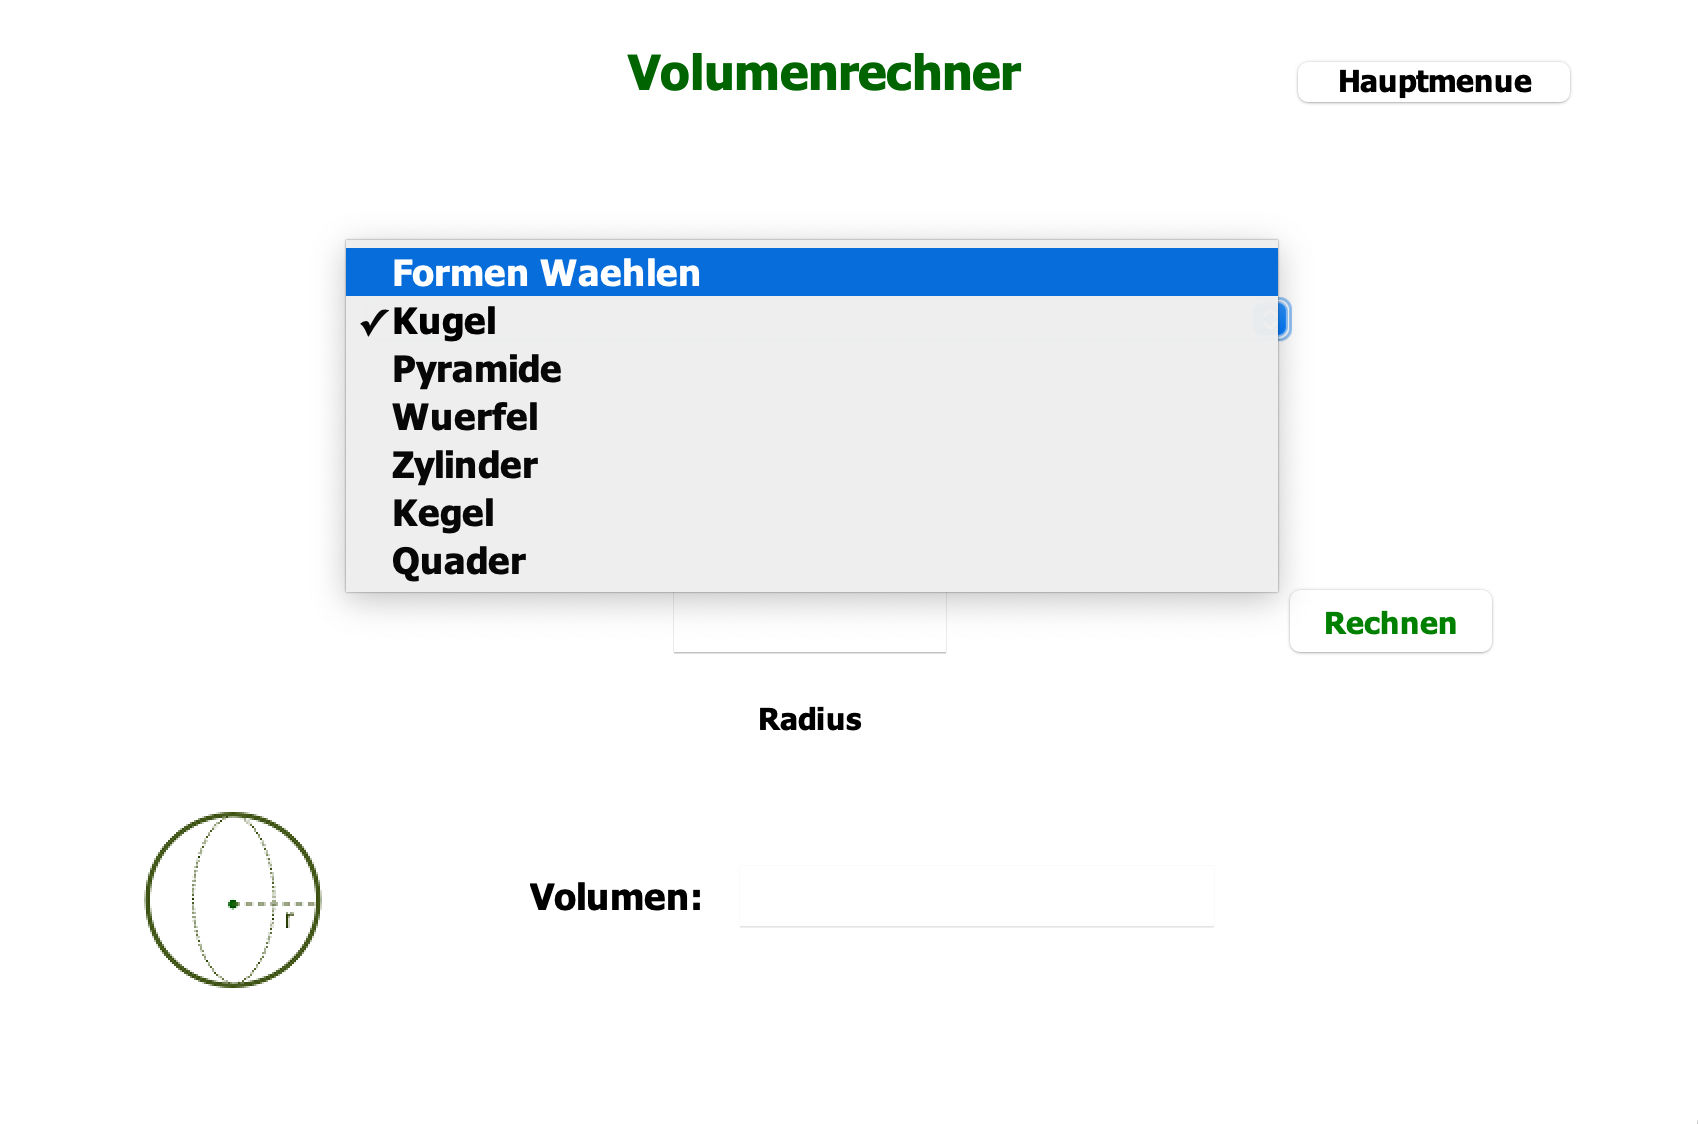 Volumenrechner
Hauptmenue
Formen Waehlen
✓Kugel
Pyramide
Wuerfel
Zylinder
Kegel
Quader
Rechnen
Radius
r
Volumen: